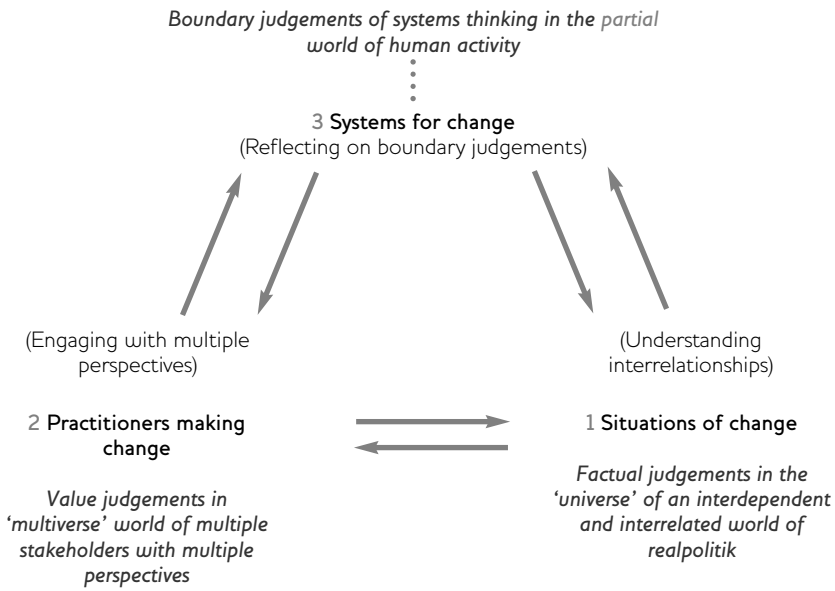 Boundary judgements of systems thinking in the partial
world of human activity
3 Systems for change
(Reflecting on boundary judgements)
(Engaging with multiple
perspectives)
2 Practitioners making
change
Value judgements in
‘multiverse’ world of multiple
stakeholders with multiple
perspectives
(Understanding
interrelationships)
1 Situations of change
Factual judgements in the
‘universe’ of an interdependent
and interrelated world of
realpolitik